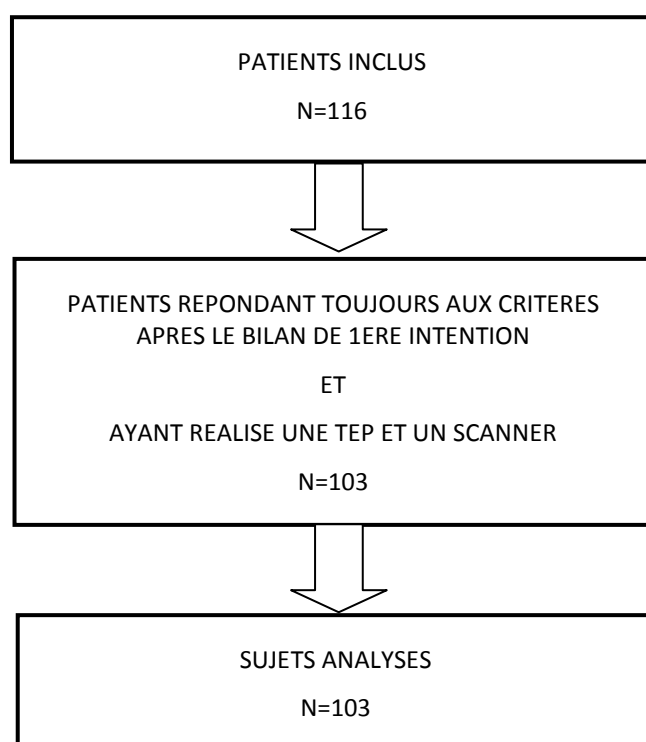 PATIENTS INCLUS
N=116
PATIENTS REPONDANT TOUJOURS AUX CRITERES
APRES LE BILAN DE 1ERE INTENTION
ET
AYANT REALISE UNE TEP ET UN SCANNER
N=103
SUJETS ANALYSES
N=103